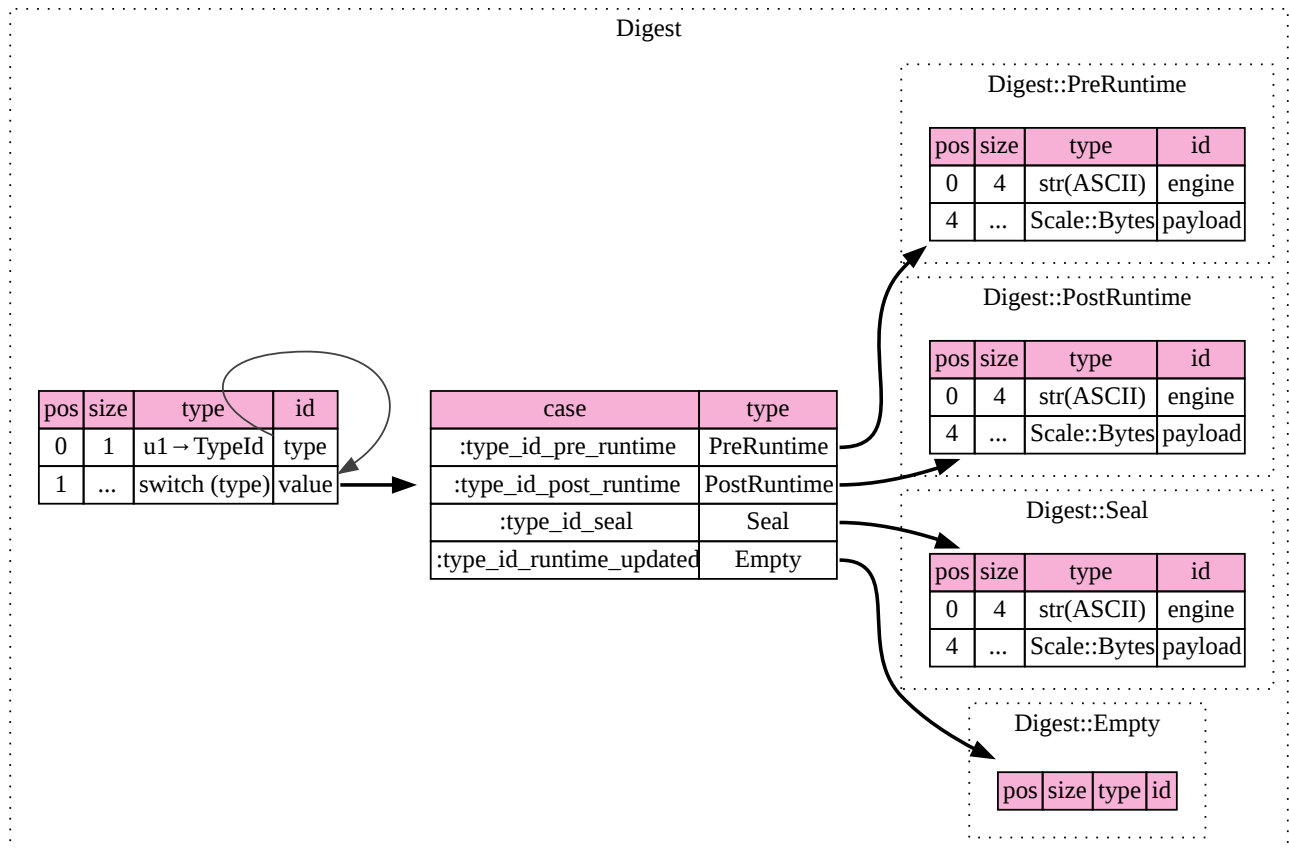 Digest
pos size type id
0 1 u1→TypeId type
1 ... switch (type) value
case type
:type_id_pre_runtime PreRuntime
:type_id_post_runtime PostRuntime
:type_id_seal Seal
:type_id_runtime_updated Empty
Digest::PreRuntime
pos size type id
0 4 str(ASCII) engine
4 ... Scale::Bytes payload
Digest::PostRuntime
pos size type id
0 4 str(ASCII) engine
4 ... Scale::Bytes payload
Digest::Seal
pos size type id
0 4 str(ASCII) engine
4 ... Scale::Bytes payload
Digest::Empty
pos size type id